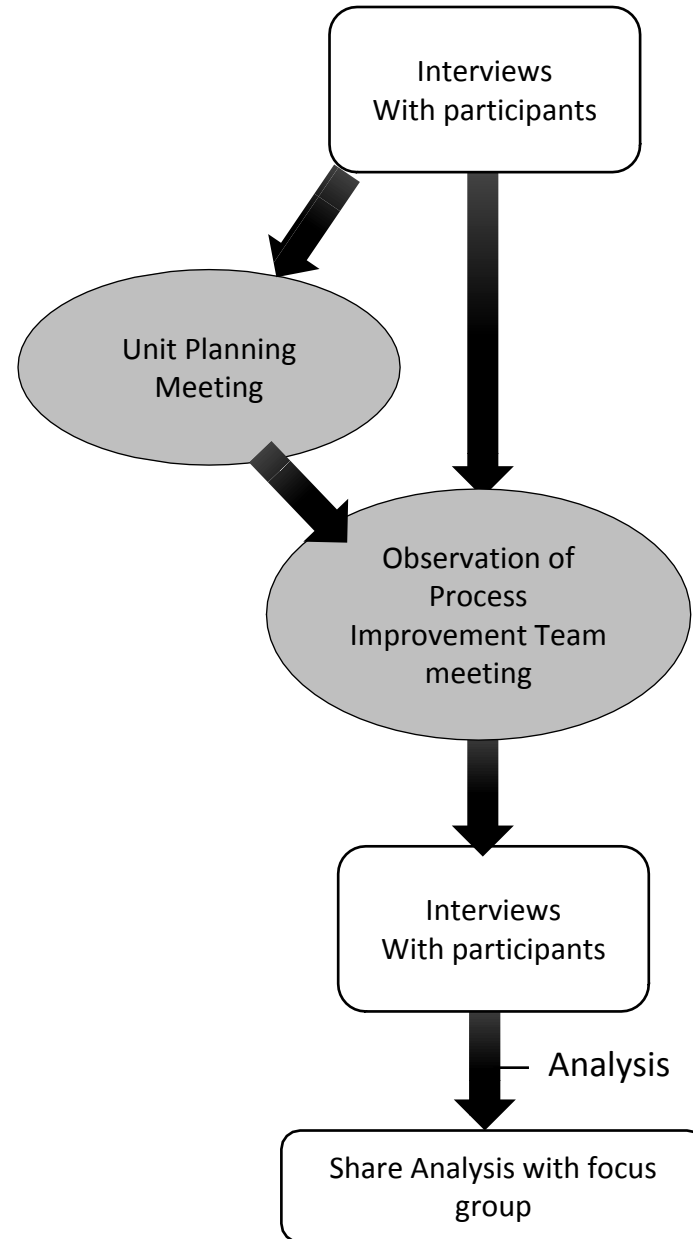 Interviews
With participants
Unit Planning
Meeting
Observation of
Process
Improvement Team
meeting
Interviews
With participants
Analysis
Share Analysis with focus
group